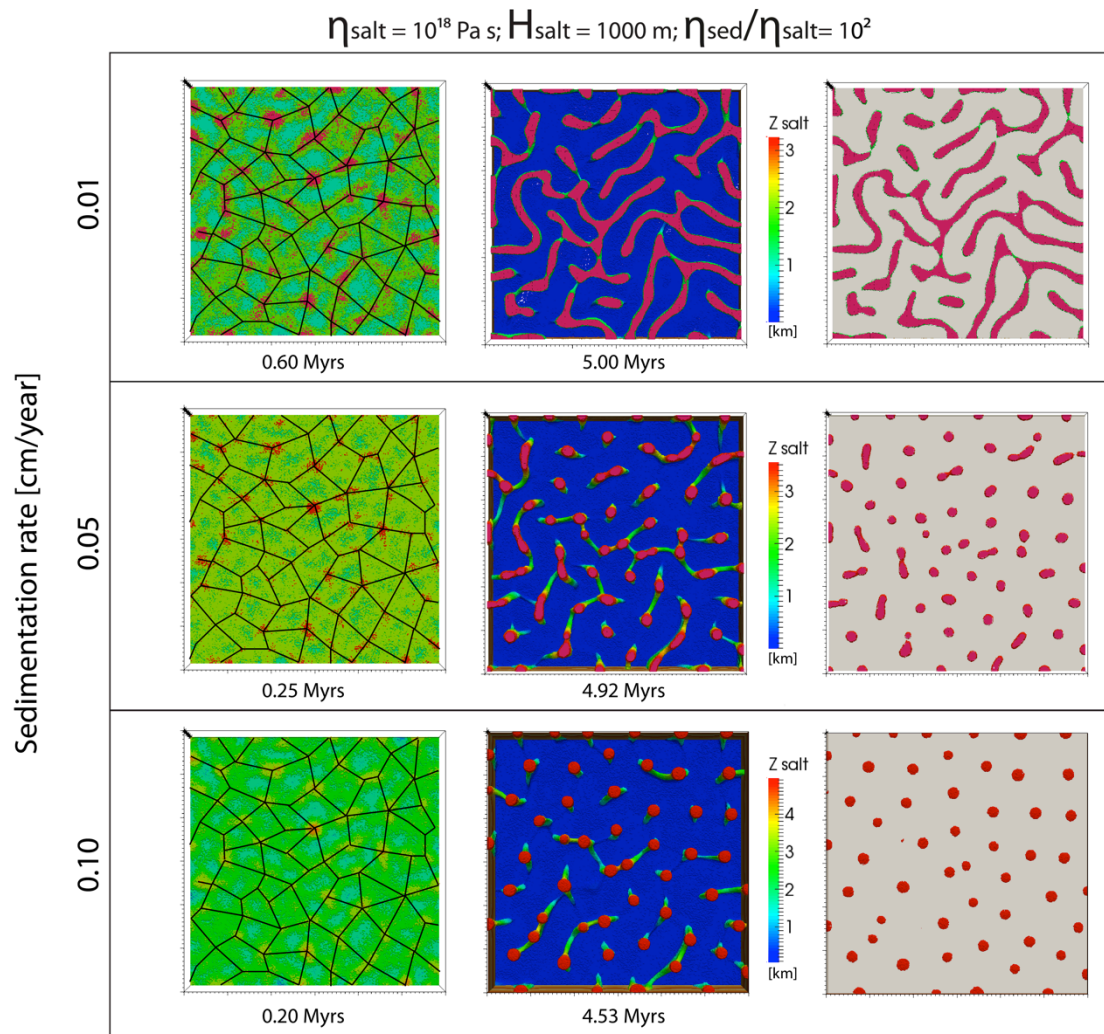 ηsalt = 10¹⁸ Pa s; Hsalt = 1000 m; ηsed/ηsalt= 10²
Sedimentation rate [cm/year]
0.01
Z salt
3
2
1
[km]
0.60 Myrs
5.00 Myrs
0.05
Z salt
3
2
1
[km]
0.25 Myrs
4.92 Myrs
0.10
Z salt
4
3
2
1
[km]
0.20 Myrs
4.53 Myrs